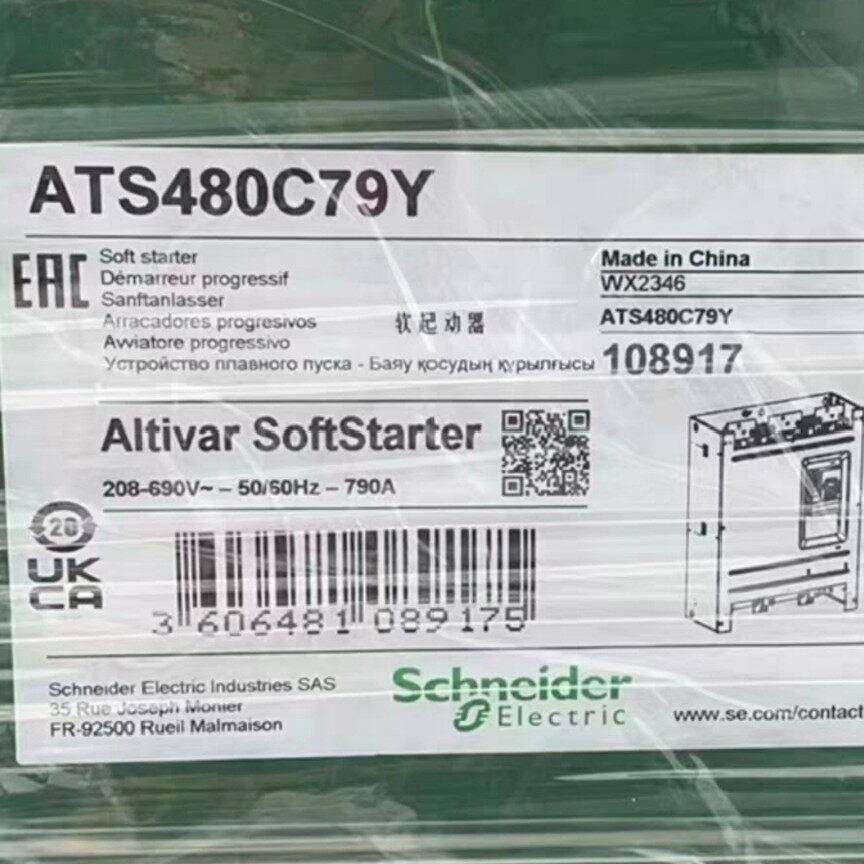 ATS480C79Y
EAC
Soft starter
Démarreur progressif
Sanftanlasser
Arracadores progresivos
软起动器
Avviatore progressivo
Устройство плавного пуска - Баяу қосудың құрылғысы
Made in China
WX2346
ATS480C79Y
108917
Altivar SoftStarter
208-690V~ – 50/60Hz – 790A
UK
CA
3 606481 089175
Schneider Electric Industries SAS
35 Rue Joseph Monier
FR-92500 Rueil Malmaison
Schneider
Electric
www.se.com/contact